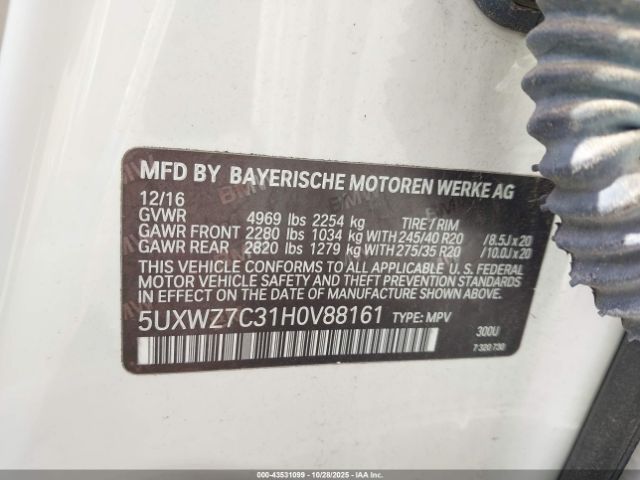 MFD BY BAYERISCHE MOTOREN WERKE AG
12/16
GVWR 4969 lbs 2254 kg TIRE / RIM
GAWR FRONT 2280 lbs 1034 kg WITH 245/40 R20 /8.5J x 20
GAWR REAR 2820 lbs 1279 kg WITH 275/35 R20 /10.0J x 20
THIS VEHICLE CONFORMS TO ALL APPLICABLE U. S. FEDERAL
MOTOR VEHICLE SAFETY AND THEFT PREVENTION STANDARDS
IN EFFECT ON THE DATE OF MANUFACTURE SHOWN ABOVE.
5UXWZ7C31H0V88161 TYPE: MPV
300U
7 320 730
000-43531099 | 10/28/2025 | IAAI.COM